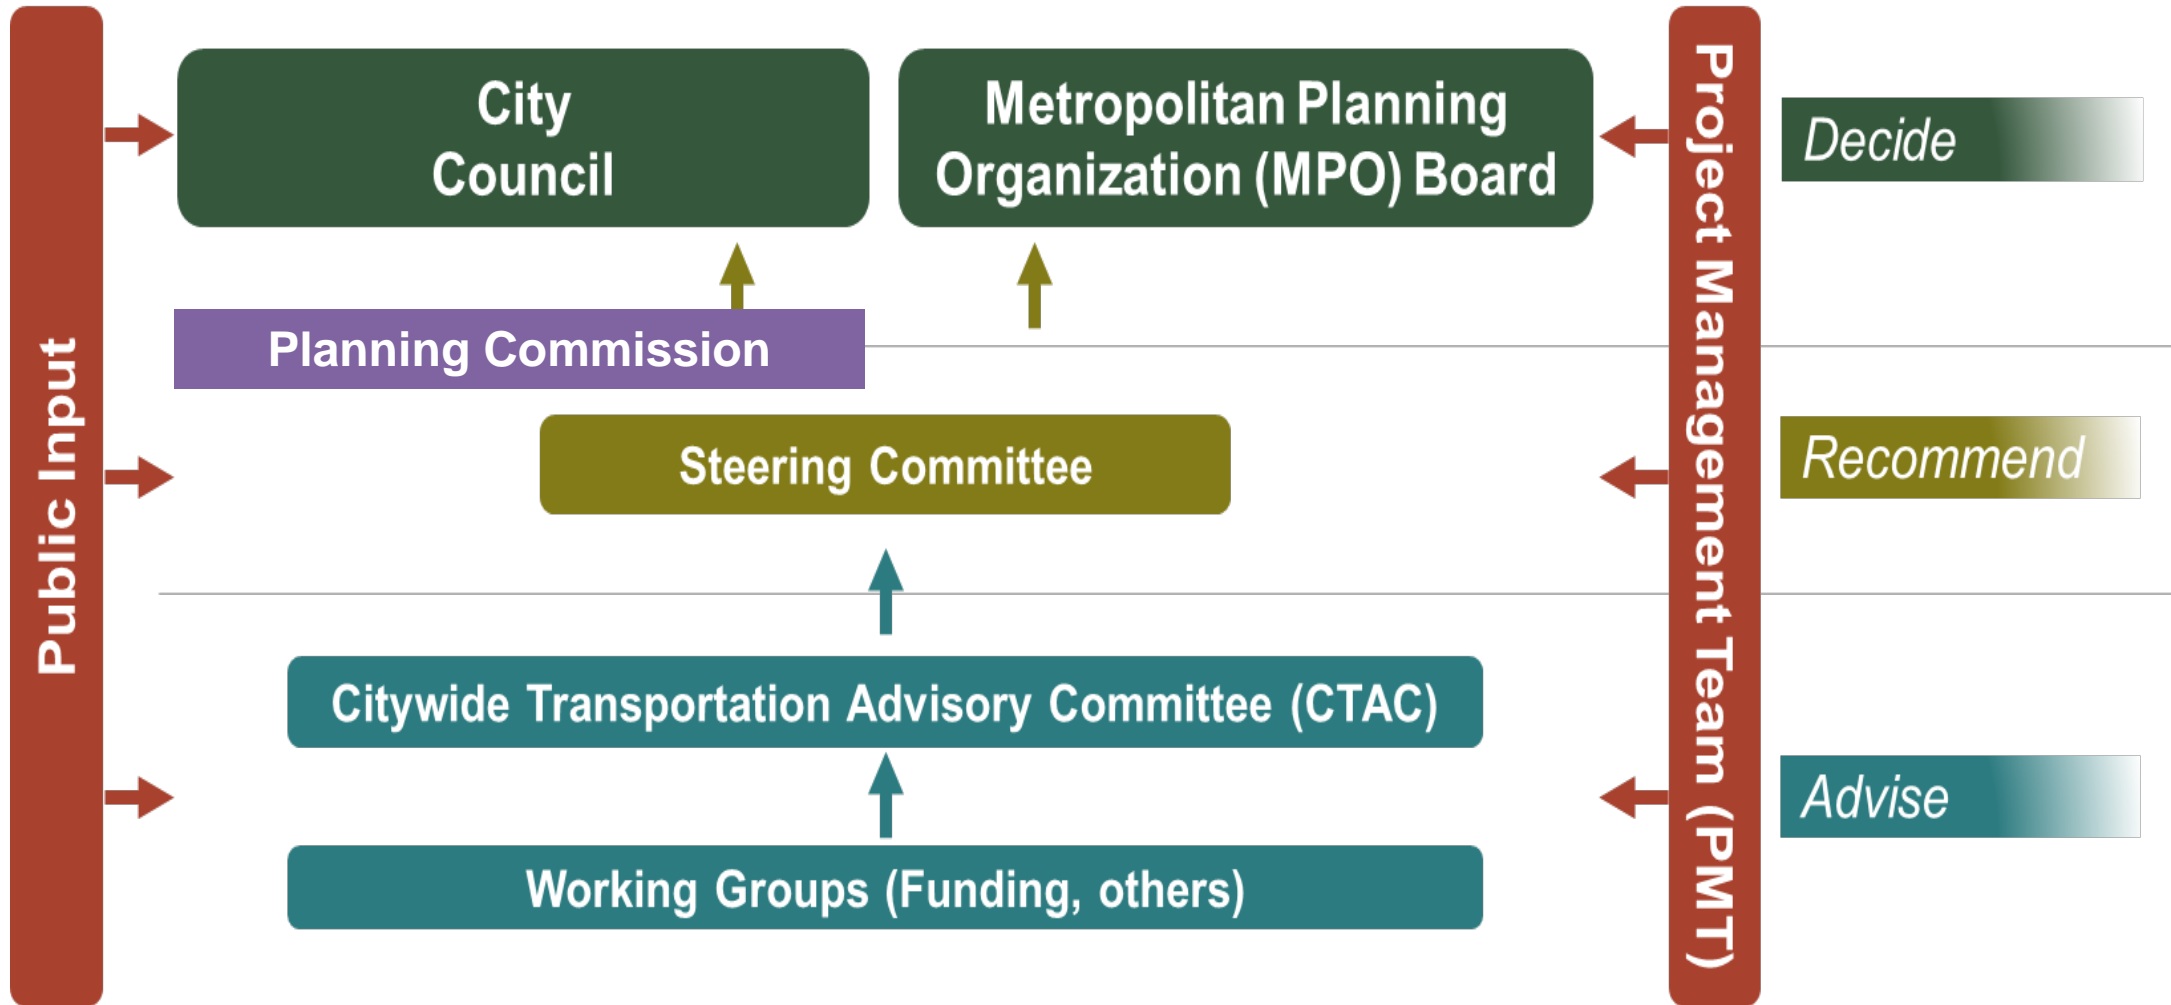 Public Input
City
Council
Metropolitan Planning
Organization (MPO) Board
Planning Commission
Steering Committee
Citywide Transportation Advisory Committee (CTAC)
Working Groups (Funding, others)
Project Management Team (PMT)
Decide
Recommend
Advise